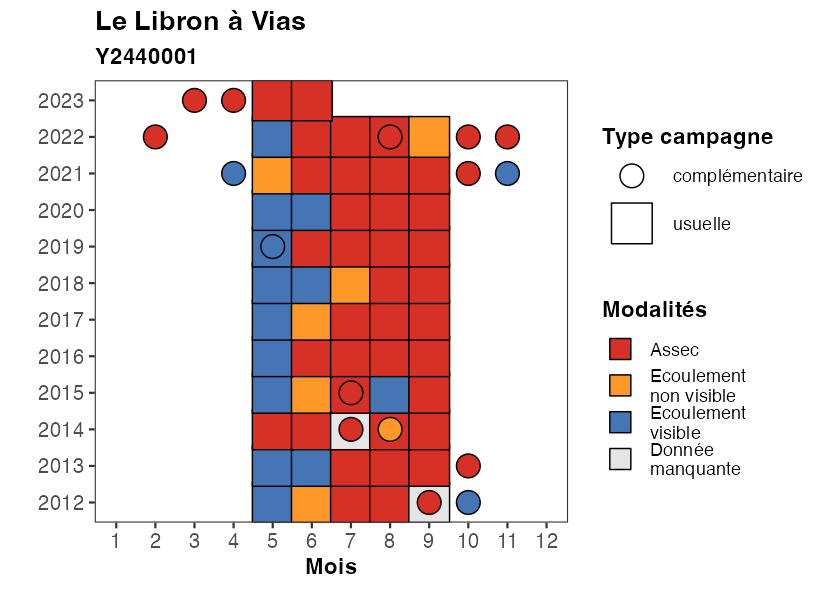 Le Libron à Vias
Y2440001
2023
2022
2021
2020
2019
2018
2017
2016
2015
2014
2013
2012
1 2 3 4 5 6 7 8 9 10 11 12
Mois
Type campagne
complémentaire
usuelle
Modalités
Assec
Ecoulement
non visible
Ecoulement
visible
Donnée
manquante